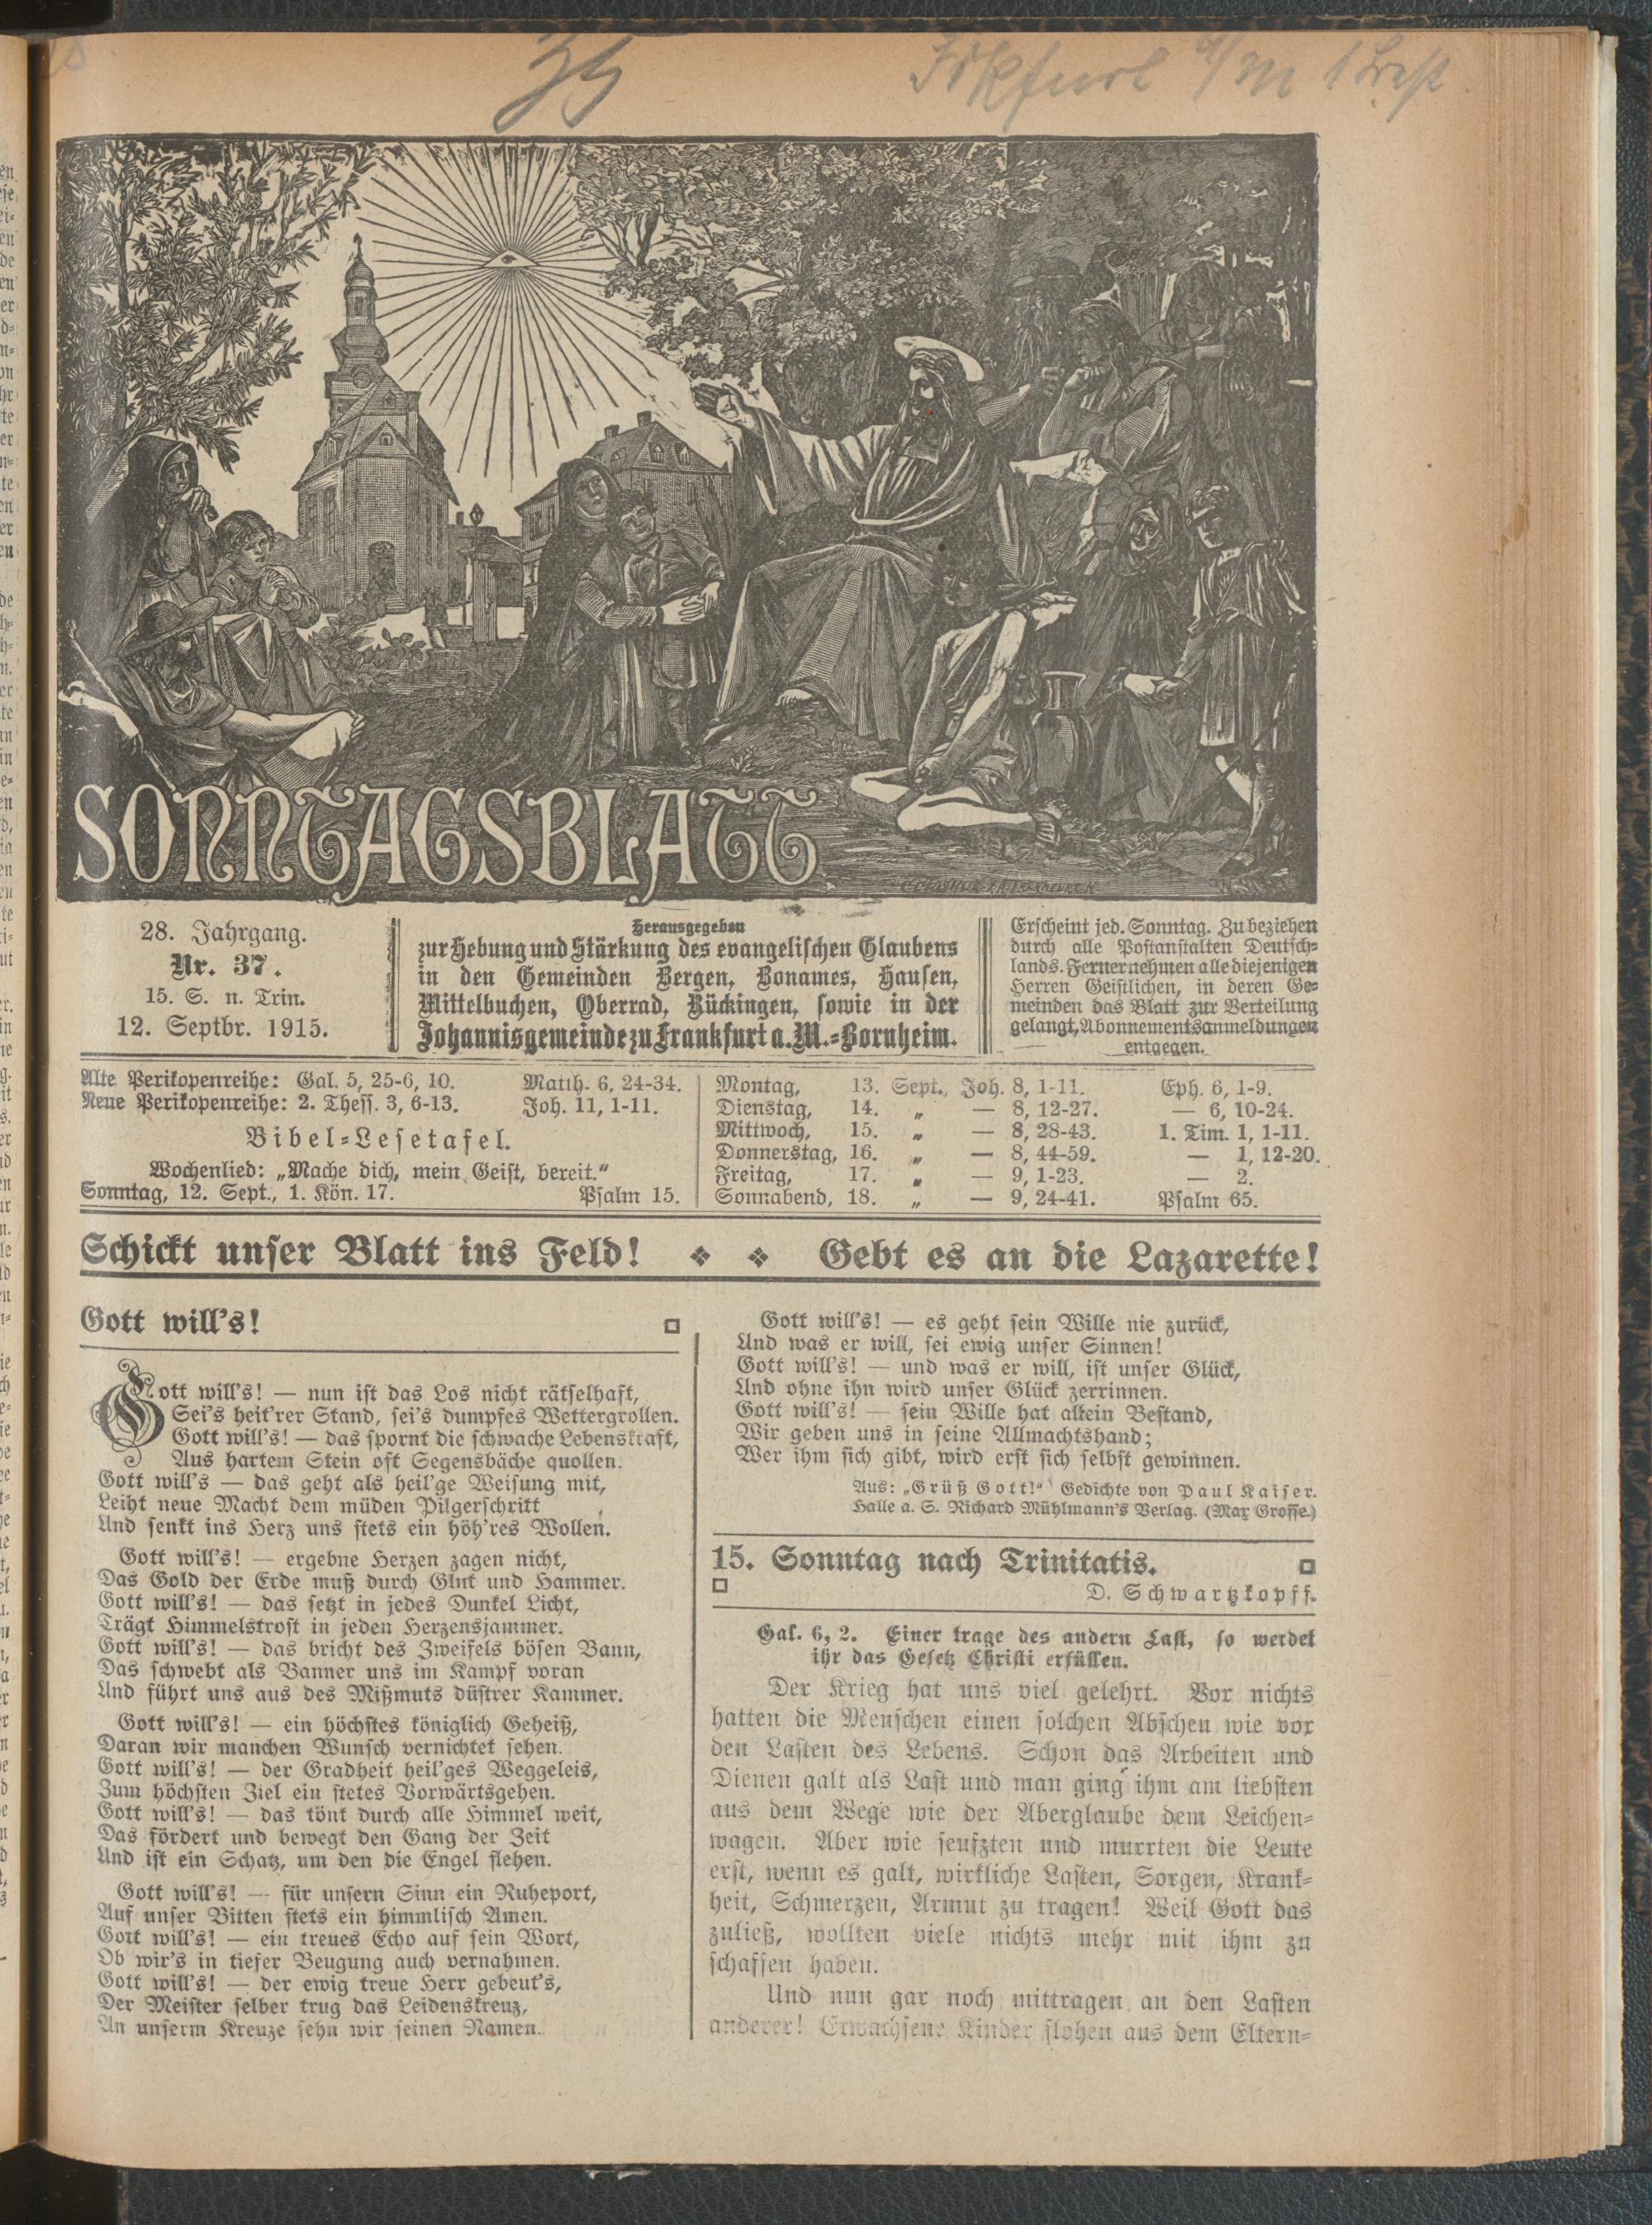 35
SONNTAGSBLATT
28. Jahrgang.
Nr. 37.
15. S. n. Trin.
12. Septbr. 1915.
Herausgegeben
zur Hebung und Stärkung des evangelischen Glaubens
in den Gemeinden Bergen, Bonames, Hausen,
Mittelbuchen, Oberrad, Rückingen, sowie in der
Johannisgemeinde zu Frankfurt a. M.-Bornheim.
Erscheint jed. Sonntag. Zu beziehen
durch alle Postanstalten Deutsch-
lands. Ferner nehmen alle diejenigen
Herren Geistlichen, in deren Ge-
meinden das Blatt zur Verteilung
gelangt, Abonnementsanmeldungen
entgegen.
Alte Perikopenreihe: Gal. 5, 25-6, 10. Matth. 6, 24-34.
Neue Perikopenreihe: 2. Thess. 3, 6-13. Joh. 11, 1-11.
Bibel-Lesetafel.
Wochenlied: „Mache dich, mein Geist, bereit."
Sonntag, 12. Sept., 1. Kön. 17. Psalm 15.
Montag, 13. Sept., Joh. 8, 1-11. Eph. 6, 1-9.
Dienstag, 14. „ — 8, 12-27. — 6, 10-24.
Mittwoch, 15. „ — 8, 28-43. 1. Tim. 1, 1-11.
Donnerstag, 16. „ — 8, 44-59. — 1, 12-20.
Freitag, 17. „ — 9, 1-23. — 2.
Sonnabend, 18. „ — 9, 24-41. Psalm 65.
Schickt unser Blatt ins Feld! Gebt es an die Lazarette!
Gott will's!
Gott will's! — nun ist das Los nicht rätselhaft,
Sei's heit'rer Stand, sei's dumpfes Wettergrollen.
Gott will's! — das spornt die schwache Lebenskraft,
Aus hartem Stein oft Segensbäche quollen.
Gott will's — das geht als heil'ge Weisung mit,
Leiht neue Macht dem müden Pilgerschritt
Und senkt ins Herz uns stets ein höh'res Wollen.
Gott will's! — ergebne Herzen zagen nicht,
Das Gold der Erde muß durch Glut und Hammer.
Gott will's! — das setzt in jedes Dunkel Licht,
Trägt Himmelstrost in jeden Herzensjammer.
Gott will's! — das bricht des Zweifels bösen Bann,
Das schwebt als Banner uns im Kampf voran
Und führt uns aus des Mißmuts düstrer Kammer.
Gott will's! — ein höchstes königlich Geheiß,
Daran wir manchen Wunsch vernichtet sehen.
Gott will's! — der Gradheit heil'ges Weggeleis,
Zum höchsten Ziel ein stetes Vorwärtsgehen.
Gott will's! — das tönt durch alle Himmel weit,
Das fördert und bewegt den Gang der Zeit
Und ist ein Schatz, um den die Engel flehen.
Gott will's! — für unsern Sinn ein Ruheport,
Auf unser Bitten stets ein himmlisch Amen.
Gott will's! — ein treues Echo auf sein Wort,
Ob wir's in tiefer Beugung auch vernahmen.
Gott will's! — der ewig treue Herr gebeut's,
Der Meister selber trug das Leidenskreuz,
An unserm Kreuze sehn wir seinen Namen.
Gott will's! — es geht sein Wille nie zurück,
Und was er will, sei ewig unser Sinnen!
Gott will's! — und was er will, ist unser Glück,
Und ohne ihn wird unser Glück zerrinnen.
Gott will's! — sein Wille hat allein Bestand,
Wir geben uns in seine Allmachtshand;
Wer ihm sich gibt, wird erst sich selbst gewinnen.
Aus: „Grüß Gott!" Gedichte von Paul Kaiser.
Halle a. S. Richard Mühlmann's Verlag. (Max Grosse.)
15. Sonntag nach Trinitatis.
D. Schwartzkopff.
Gal. 6, 2. Einer trage des andern Last, so werdet
ihr das Gesetz Christi erfüllen.
Der Krieg hat uns viel gelehrt. Vor nichts
hatten die Menschen einen solchen Abscheu wie vor
den Lasten des Lebens. Schon das Arbeiten und
Dienen galt als Last und man ging ihm am liebsten
aus dem Wege wie der Aberglaube dem Leichen-
wagen. Aber wie seufzten und murrten die Leute
erst, wenn es galt, wirkliche Lasten, Sorgen, Krank-
heit, Schmerzen, Armut zu tragen! Weil Gott das
zuließ, wollten viele nichts mehr mit ihm zu
schaffen haben.
Und nun gar noch mittragen an den Lasten
anderer! Erwachsene Kinder flohen aus dem Eltern-